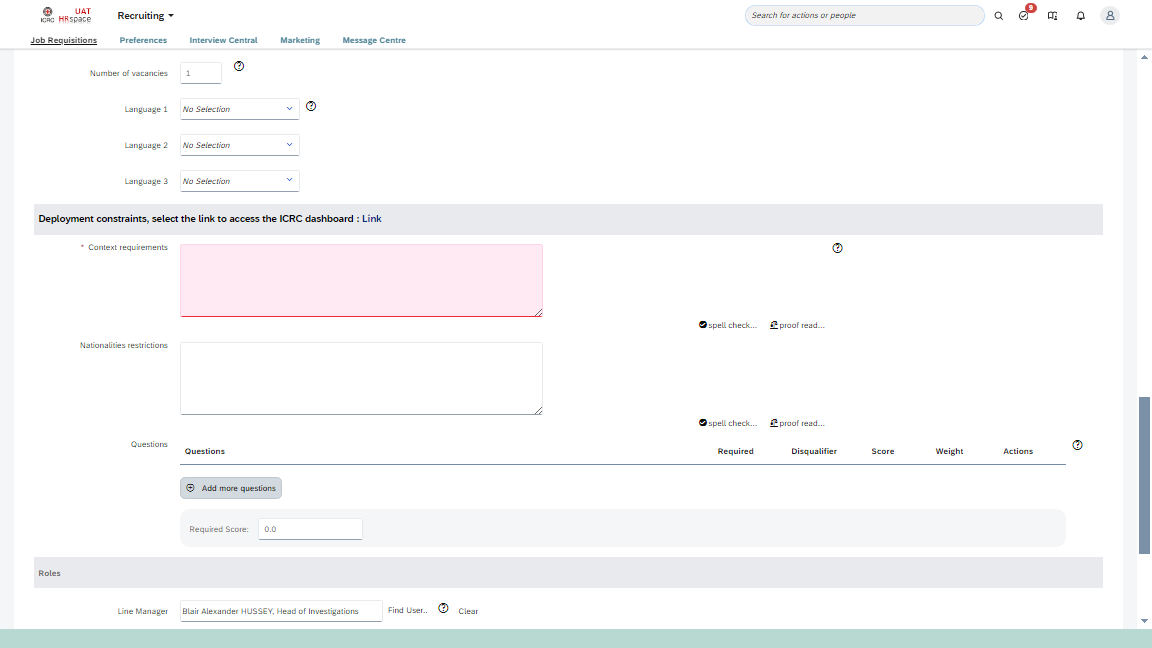 UAT
ICRC HRspace
Recruiting
Search for actions or people
9
Job Requisitions Preferences Interview Central Marketing Message Centre
Number of vacancies 1
Language 1 No Selection
Language 2 No Selection
Language 3 No Selection
Deployment constraints, select the link to access the ICRC dashboard : Link
* Context requirements
spell check... proof read...
Nationalities restrictions
spell check... proof read...
Questions
Questions Required Disqualifier Score Weight Actions
Add more questions
Required Score: 0.0
Roles
Line Manager Blair Alexander HUSSEY, Head of Investigations Find User.. Clear